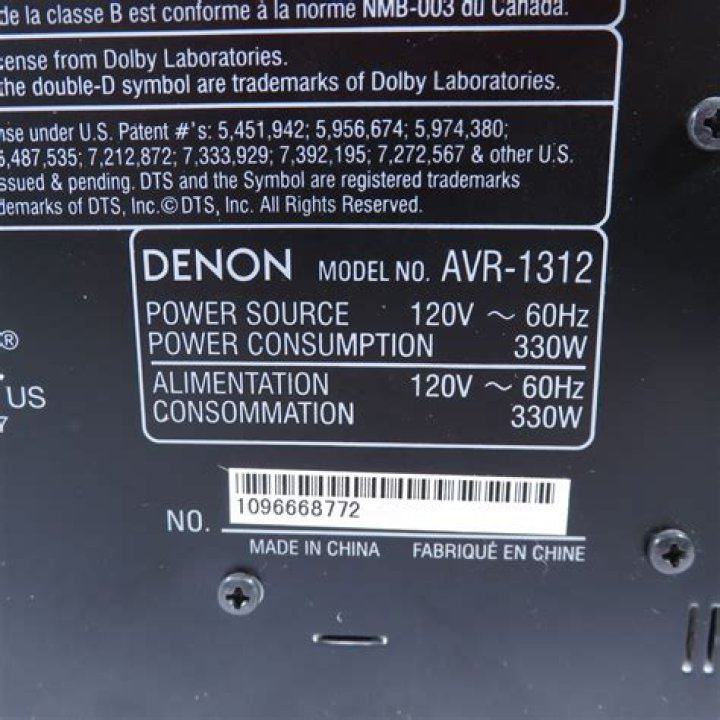 de la classe B est conforme à la norme NMB-003 du Canada.
cense from Dolby Laboratories.
the double-D symbol are trademarks of Dolby Laboratories.
nse under U.S. Patent #'s: 5,451,942; 5,956,674; 5,974,380;
6,487,535; 7,212,872; 7,333,929; 7,392,195; 7,272,567 & other U.S.
ssued & pending. DTS and the Symbol are registered trademarks
demarks of DTS, Inc.© DTS, Inc. All Rights Reserved.
DENON MODEL NO. AVR-1312
POWER SOURCE 120V ~ 60Hz
POWER CONSUMPTION 330W
ALIMENTATION 120V ~ 60Hz
CONSOMMATION 330W
®
US
7
1096668772
NO.
MADE IN CHINA FABRIQUÉ EN CHINE